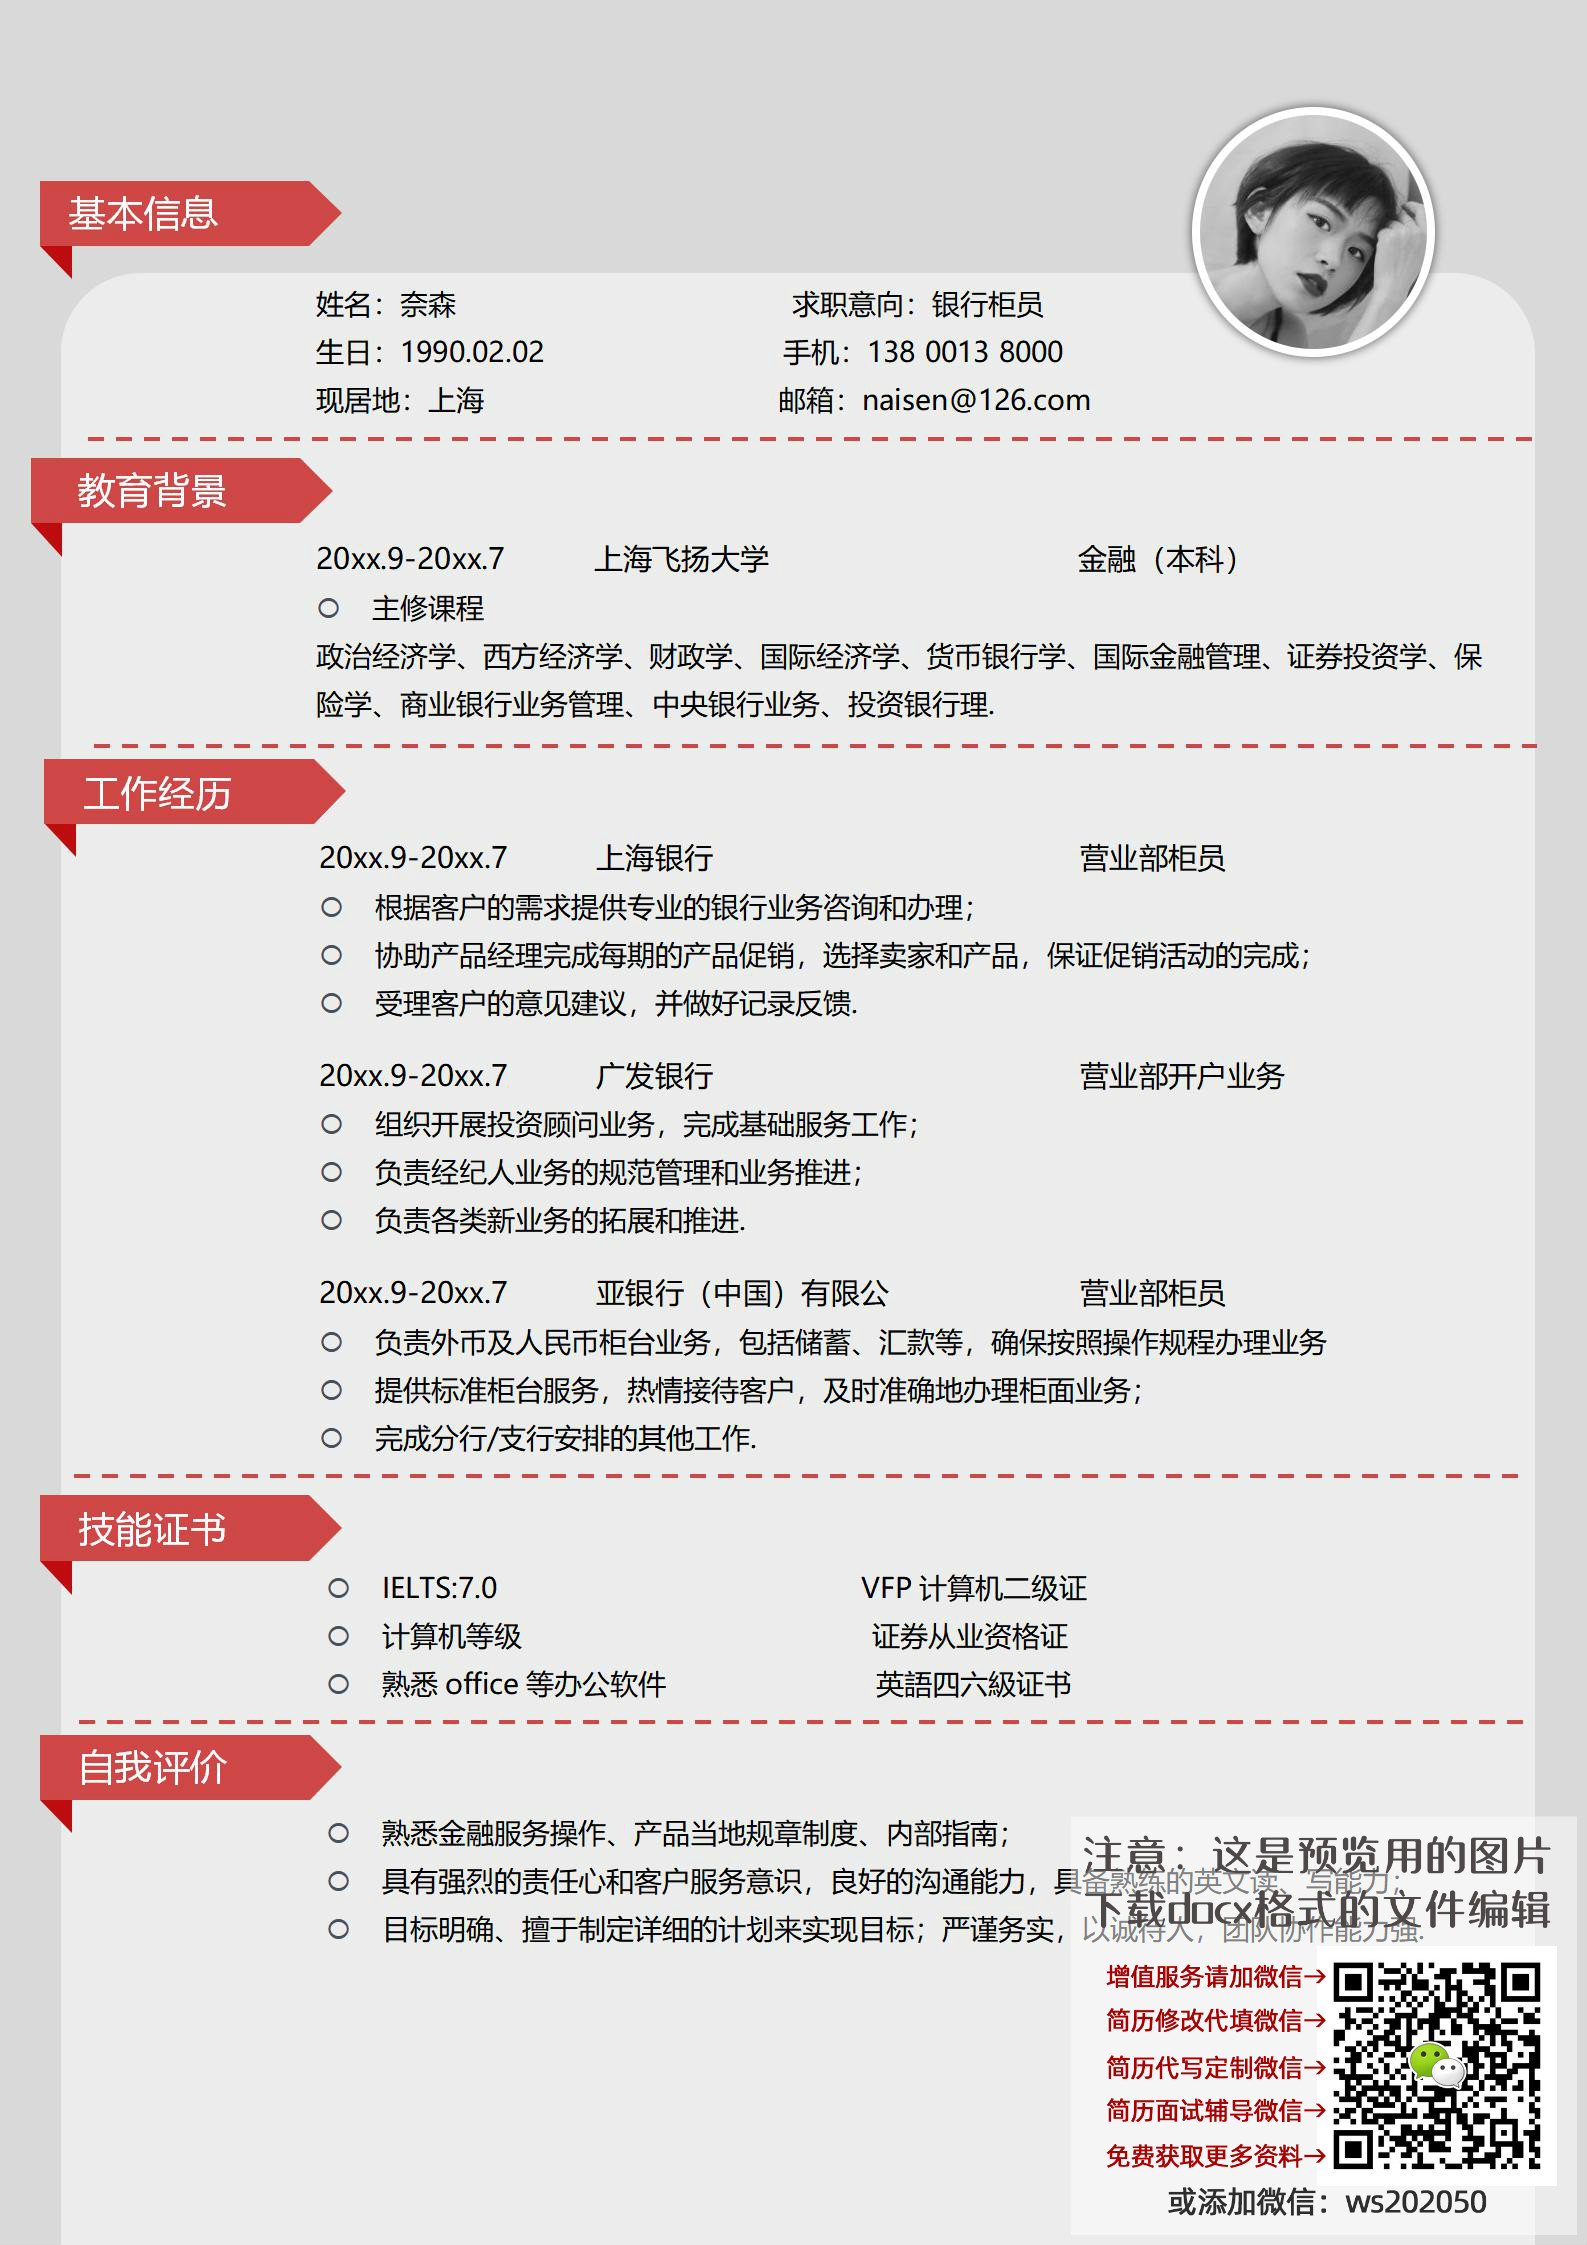 基本信息
姓名：奈森 求职意向：银行柜员
生日：1990.02.02 手机：138 0013 8000
现居地：上海 邮箱：naisen@126.com
教育背景
20xx.9-20xx.7 上海飞扬大学 金融（本科）
主修课程
政治经济学、西方经济学、财政学、国际经济学、货币银行学、国际金融管理、证券投资学、保
险学、商业银行业务管理、中央银行业务、投资银行理.
工作经历
20xx.9-20xx.7 上海银行 营业部柜员
根据客户的需求提供专业的银行业务咨询和办理；
协助产品经理完成每期的产品促销，选择卖家和产品，保证促销活动的完成；
受理客户的意见建议，并做好记录反馈.
20xx.9-20xx.7 广发银行 营业部开户业务
组织开展投资顾问业务，完成基础服务工作；
负责经纪人业务的规范管理和业务推进；
负责各类新业务的拓展和推进.
20xx.9-20xx.7 亚银行（中国）有限公 营业部柜员
负责外币及人民币柜台业务，包括储蓄、汇款等，确保按照操作规程办理业务
提供标准柜台服务，热情接待客户，及时准确地办理柜面业务；
完成分行/支行安排的其他工作.
技能证书
IELTS:7.0 VFP 计算机二级证
计算机等级 证券从业资格证
熟悉 office 等办公软件 英語四六級证书
自我评价
熟悉金融服务操作、产品当地规章制度、内部指南；
具有强烈的责任心和客户服务意识，良好的沟通能力，具备熟练的英文读、写能力；
目标明确、擅于制定详细的计划来实现目标；严谨务实，以诚待人，团队协作能力强.
注意：这是预览用的图片
下载docx格式的文件编辑
增值服务请加微信→
简历修改代填微信→
简历代写定制微信→
简历面试辅导微信→
免费获取更多资料→
或添加微信：ws202050